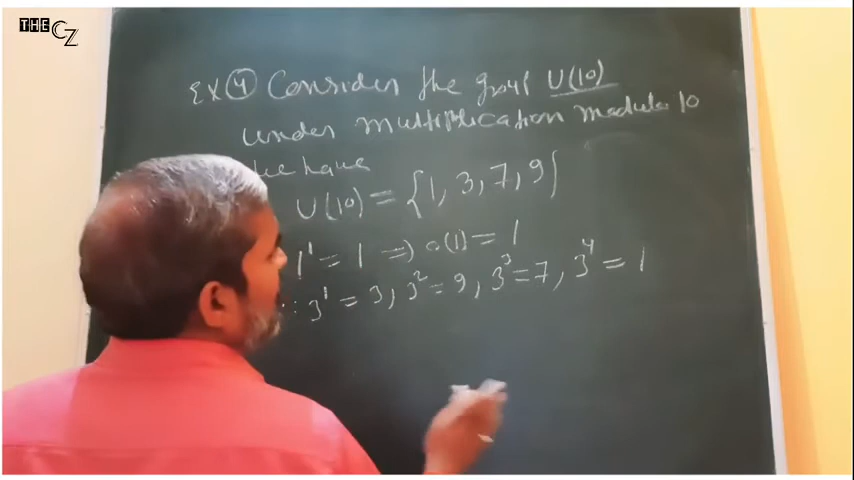 THE CZ
Ex ④ Consider the group U(10)
under multiplication modulo 10
we have
U(10) = {1, 3, 7, 9}
1¹ = 1 ⇒ o(1) = 1
∵ 3¹ = 3, 3² = 9, 3³ = 7, 3⁴ = 1